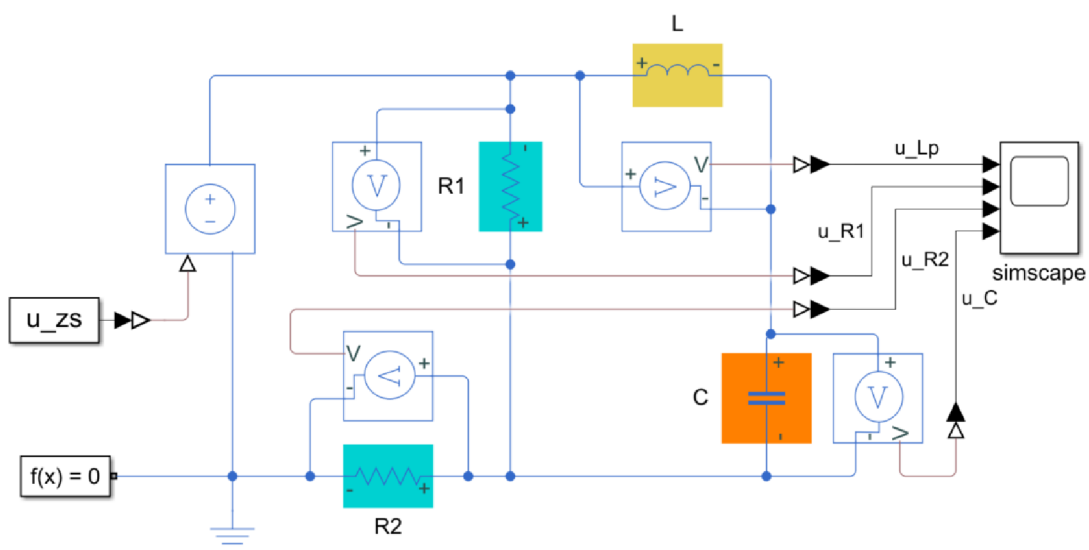 L
+ -
+
V
R1
-
+
V
-
+
V
V
-
u_Lp
u_R1
u_R2
u_C
simscape
+
-
u_zs
V
-
V
+
C
+
-
+
V
-
V
f(x) = 0
- +
R2